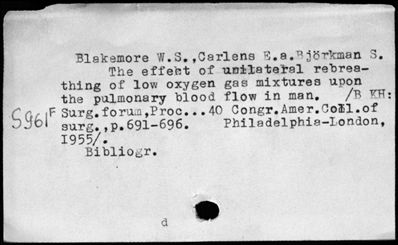 Blakemore W.S.,Carlens E.a.Björkman S.
The effect of unilateral rebrea-
thing of low oxygen gas mixtures upon
the pulmonary blood flow in man. /B KH:
S961F Surg.forum,Proc...40 Congr.Amer.Coll.of
surg.,p.691-696. Philadelphia-London,
1955/.
Bibliogr.
d